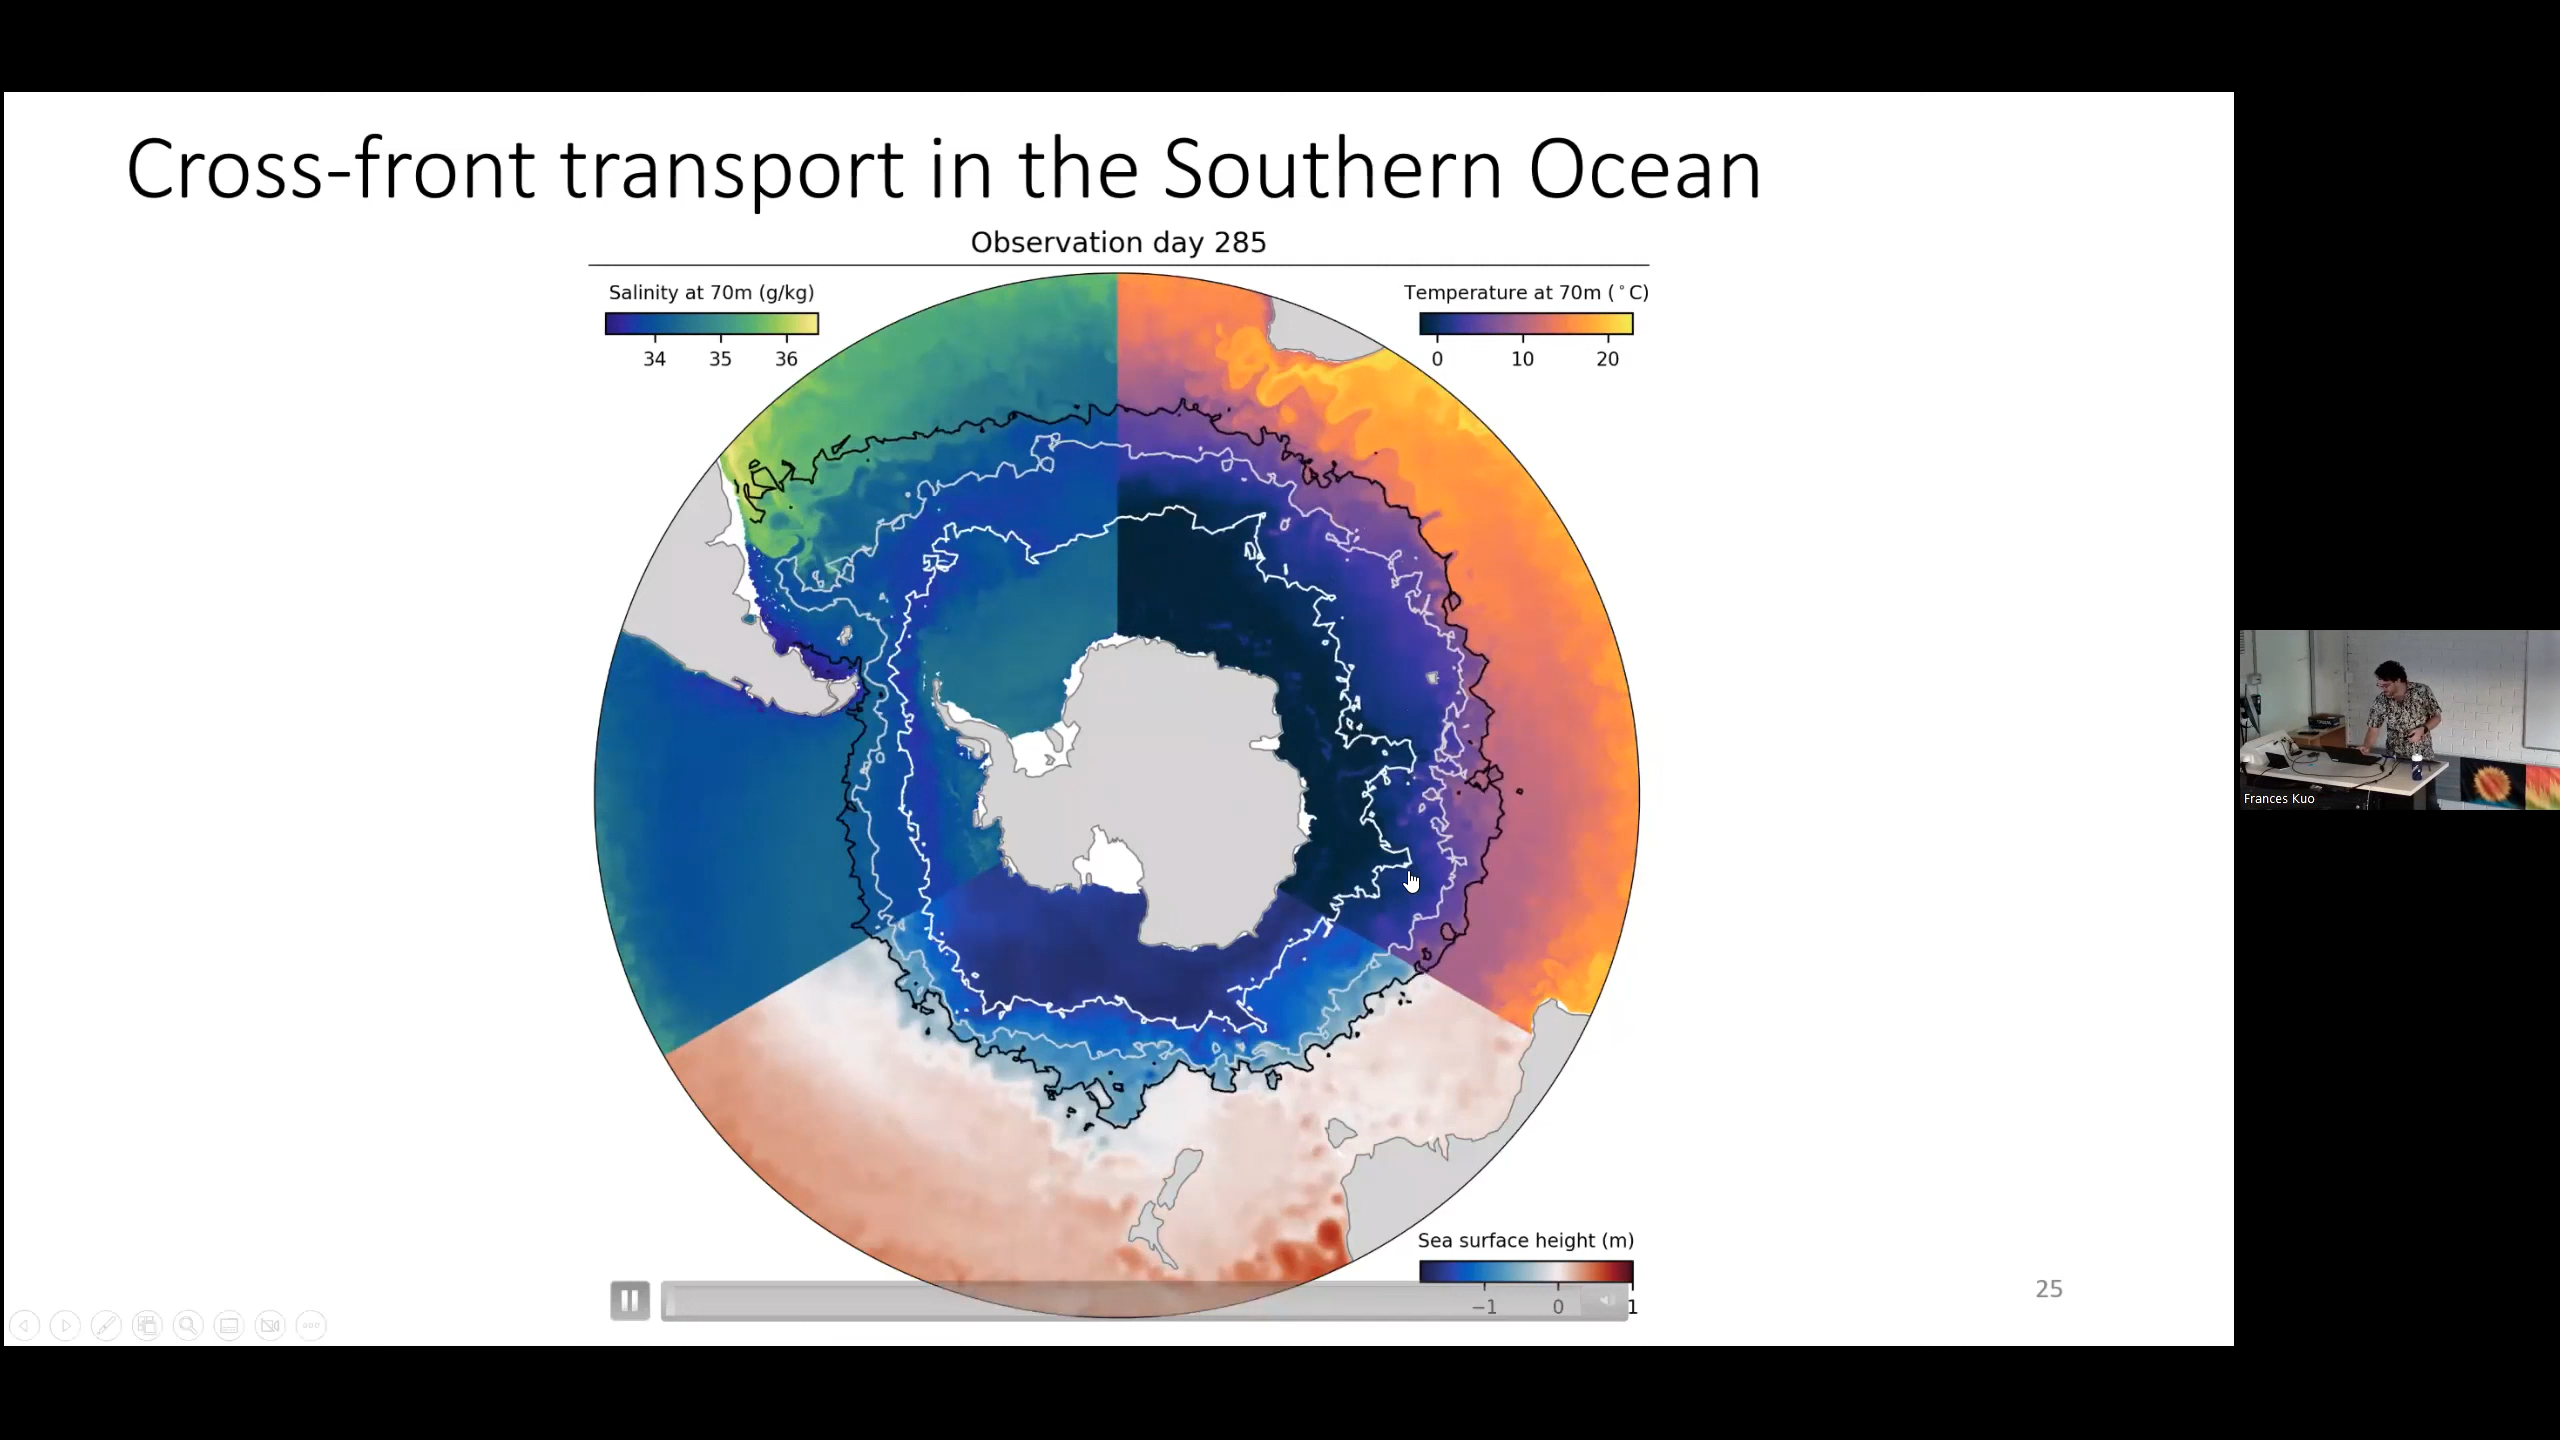 Cross-front transport in the Southern Ocean
Observation day 285
Salinity at 70m (g/kg)
34 35 36
Temperature at 70m (°C)
0 10 20
Sea surface height (m)
−1 0 1
25
Frances Kuo